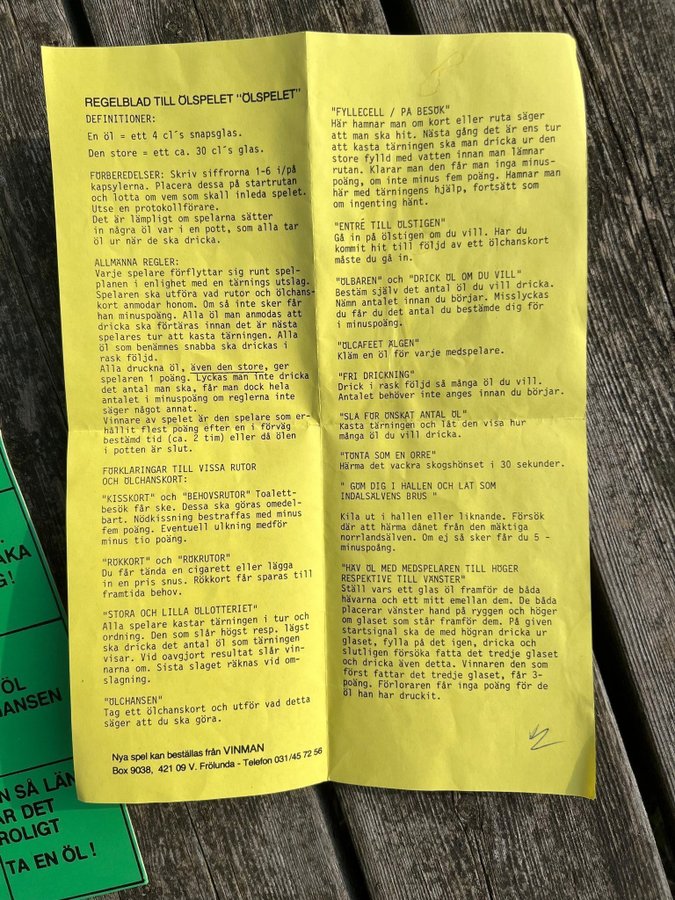 REGELBLAD TILL ÖLSPELET "ÖLSPELET"
DEFINITIONER:
En öl = ett 4 cl´s snapsglas.
Den store = ett ca. 30 cl´s glas.
FÖRBEREDELSER: Skriv siffrorna 1-6 i/på
kapsylerna. Placera dessa på startrutan
och lotta om vem som skall inleda spelet.
Utse en protokollförare.
Det är lämpligt om spelarna sätter
in några öl var i en pott, som alla tar
öl ur när de ska dricka.
ALLMÄNNA REGLER:
Varje spelare förflyttar sig runt spel-
planen i enlighet med en tärnings utslag.
Spelaren ska utföra vad rutor och ölchans-
kort anmodar honom. Om så inte sker får
han minuspoäng. Alla öl man anmodas att
dricka ska förtäras innan det är nästa
spelares tur att kasta tärningen. Alla
öl som benämnes snabba ska drickas i
rask följd.
Alla druckna öl, även den store, ger
spelaren 1 poäng. Lyckas man inte dricka
det antal man ska, får man dock hela
antalet i minuspoäng om reglerna inte
säger något annat.
Vinnare av spelet är den spelare som er-
hållit flest poäng efter en i förväg
bestämd tid (ca. 2 tim) eller då ölen
i potten är slut.
FÖRKLARINGAR TILL VISSA RUTOR
OCH ÖLCHANSKORT:
"KISSKORT" och "BEHOVSRUTOR" Toalett-
besök får ske. Dessa ska göras omedel-
bart. Nödkissning bestraffas med minus
fem poäng. Eventuell ulkning medför
minus tio poäng.
"RÖKKORT" och "RÖKRUTOR"
Du får tända en cigarett eller lägga
in en pris snus. Rökkort får sparas till
framtida behov.
"STORA OCH LILLA ÖLLOTTERIET"
Alla spelare kastar tärningen i tur och
ordning. Den som slår högst resp. lägst
ska dricka det antal öl som tärningen
visar. Vid oavgjort resultat slår vin-
narna om. Sista slaget räknas vid om-
slagning.
"ÖLCHANSEN"
Tag ett ölchanskort och utför vad detta
säger att du ska göra.
Nya spel kan beställas från VINMAN
Box 9038, 421 09 V. Frölunda - Telefon 031/45 72 56
"FYLLECELL / PÅ BESÖK"
Här hamnar man om kort eller ruta säger
att man ska hit. Nästa gång det är ens tur
att kasta tärningen ska man dricka ur den
store fylld med vatten innan man lämnar
rutan. Klarar man den får man inga minus-
poäng, om inte minus fem poäng. Hamnar man
här med tärningens hjälp, fortsätt som
om ingenting hänt.
"ENTRÉ TILL ÖLSTIGEN"
Gå in på ölstigen om du vill. Har du
kommit hit till följd av ett ölchanskort
måste du gå in.
"ÖLBAREN" och "DRICK ÖL OM DU VILL"
Bestäm själv det antal öl du vill dricka.
Nämn antalet innan du börjar. Misslyckas
du får du det antal du bestämde dig för
i minuspoäng.
"ÖLCAFEET ÄLGEN"
Kläm en öl för varje medspelare.
"FRI DRICKNING"
Drick i rask följd så många öl du vill.
Antalet behöver inte anges innan du börjar.
"SLÅ FÖR ÖNSKAT ANTAL ÖL"
Kasta tärningen och låt den visa hur
många öl du vill dricka.
"TÖNTA SOM EN ORRE"
Härma det vackra skogshönset i 30 sekunder.
" GÖM DIG I HALLEN OCH LÅT SOM
INDALSÄLVENS BRUS "
Kila ut i hallen eller liknande. Försök
där att härma dånet från den mäktiga
norrlandsälven. Om ej så sker får du 5 -
minuspoäng.
"HÄV ÖL MED MEDSPELAREN TILL HÖGER
RESPEKTIVE TILL VÄNSTER"
Ställ vars ett glas öl framför de båda
hävarna och ett mitt emellan dem. De båda
placerar vänster hand på ryggen och höger
om glaset som står framför dem. På given
startsignal ska de med högran dricka ur
glaset, fylla på det igen, dricka och
slutligen försöka fatta det tredje glaset
och dricka även detta. Vinnaren den som
först fattar det tredje glaset, får 3-
poäng. Förloraren får inga poäng för de
öl han har druckit.
ÄKA
G!
ÖL
HANSEN
N SÅ LÄN
ÄR DET
ROLIGT
TA EN ÖL !